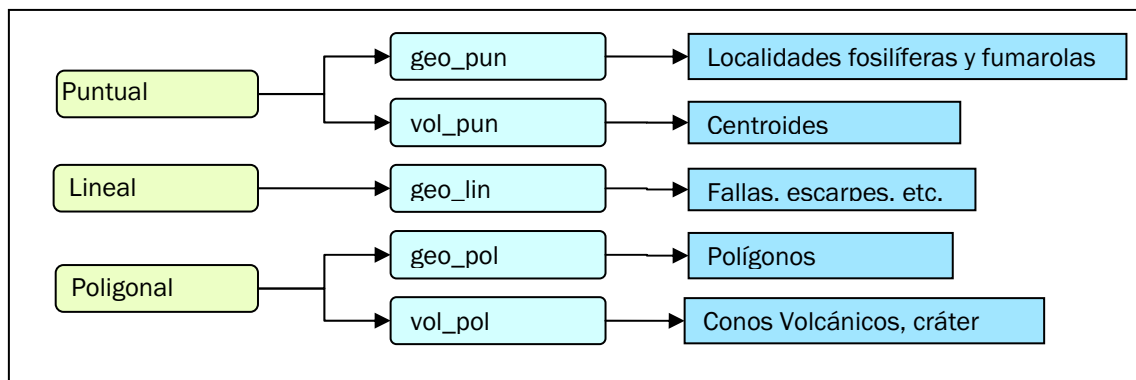 Puntual
geo_pun
Localidades fosilíferas y fumarolas
vol_pun
Centroides
Lineal
geo_lin
Fallas, escarpes, etc.
Poligonal
geo_pol
Polígonos
vol_pol
Conos Volcánicos, cráter